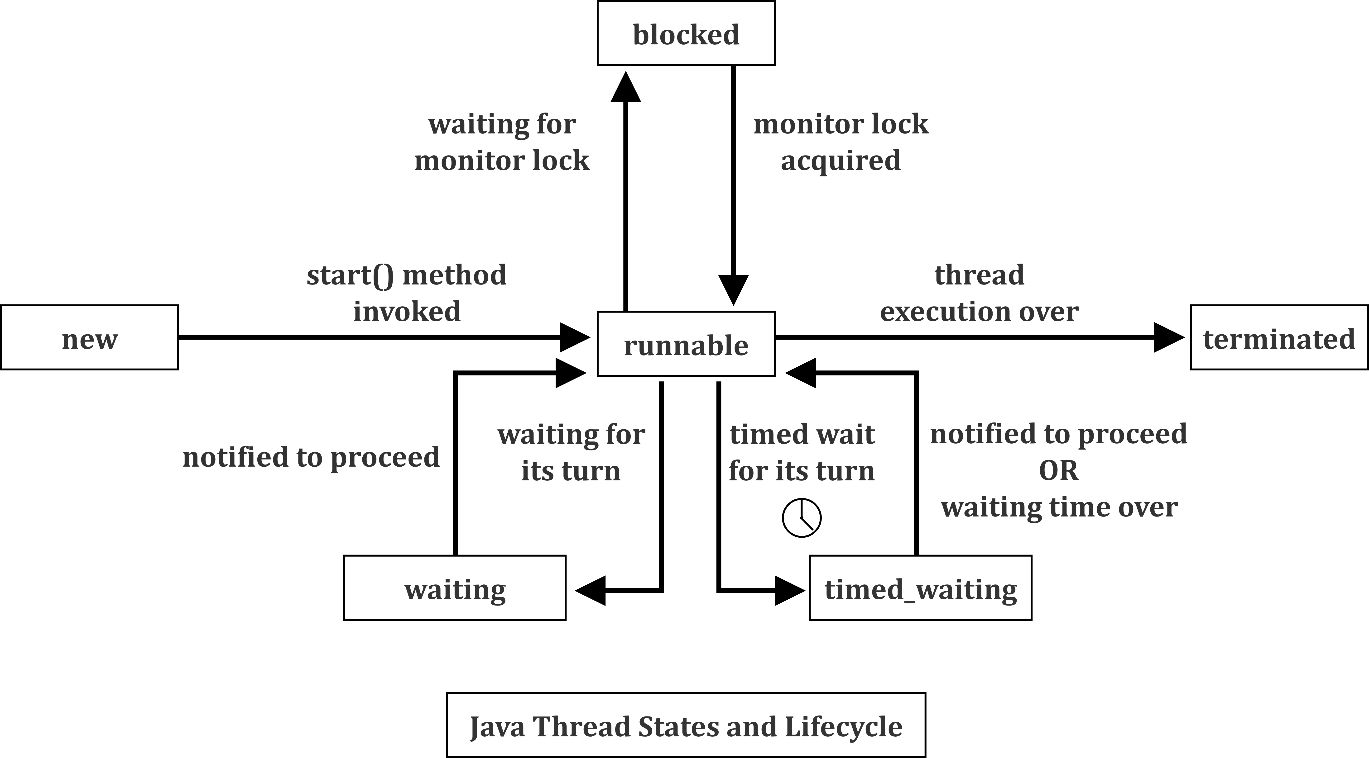 blocked
waiting for
monitor lock
monitor lock
acquired
start() method
invoked
thread
execution over
new
runnable
terminated
notified to proceed
waiting for
its turn
timed wait
for its turn
notified to proceed
OR
waiting time over
waiting
timed_waiting
Java Thread States and Lifecycle